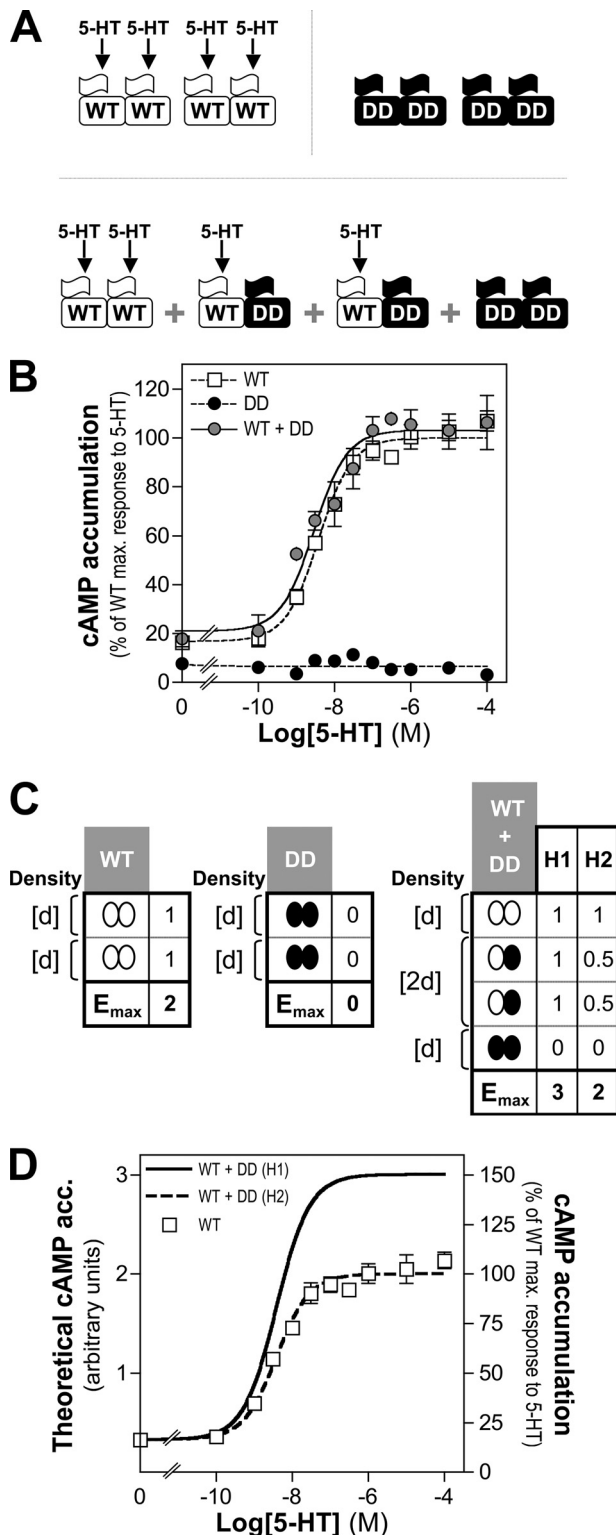 A
5-HT 5-HT 5-HT 5-HT
WT WT WT WT DD DD DD DD
5-HT 5-HT 5-HT 5-HT
WT WT + WT DD + WT DD + DD DD
B
cAMP accumulation
(% of WT max. response to 5-HT)
WT
DD
WT + DD
120
100
80
60
40
20
0
0 -10 -8 -6 -4
Log[5-HT] (M)
C
WT
Density
[d] 1
[d] 1
Emax 2
DD
Density
[d] 0
[d] 0
Emax 0
WT
+
DD
H1 H2
Density
[d] 1 1
[2d] 1 0.5
1 0.5
[d] 0 0
Emax 3 2
D
Theoretical cAMP acc.
(arbitrary units)
WT + DD (H1)
WT + DD (H2)
WT
3
2
1
150
125
100
75
50
25
0
cAMP accumulation
(% of WT max. response to 5-HT)
0 -10 -8 -6 -4
Log[5-HT] (M)